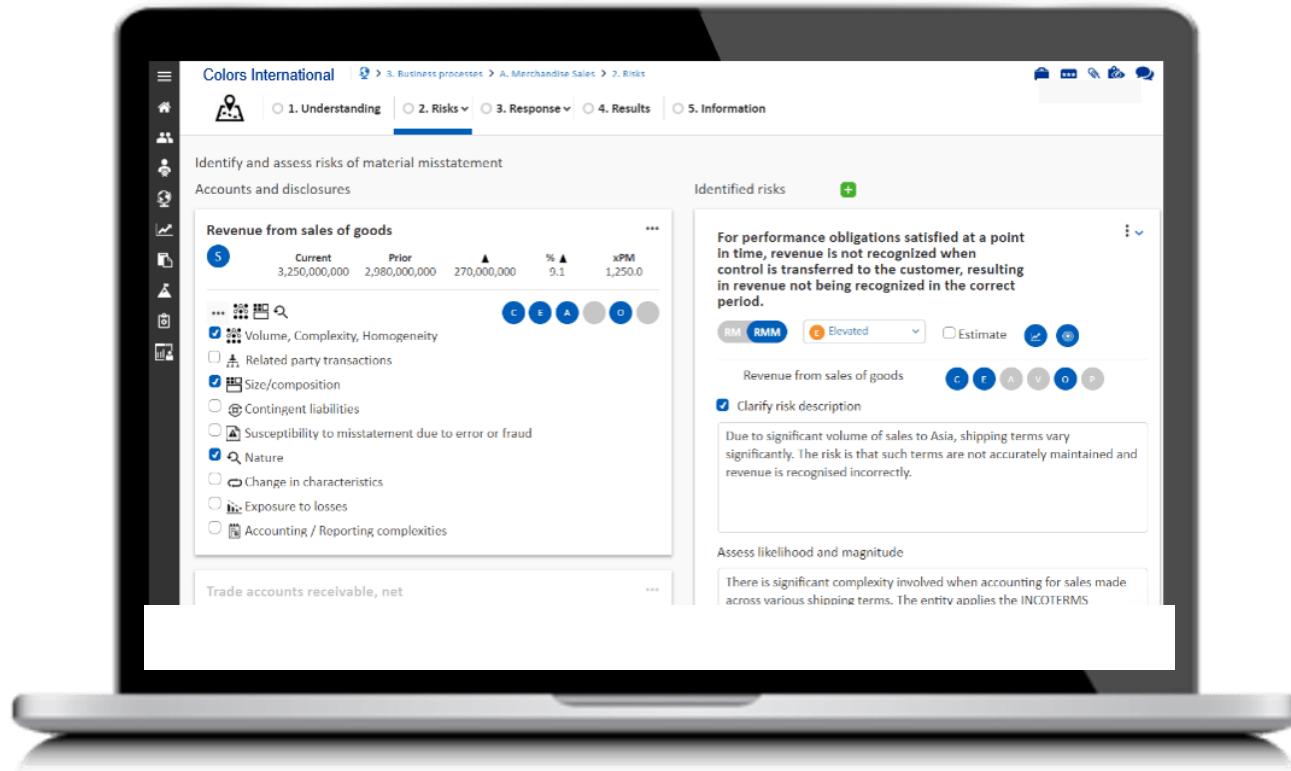 Colors International
3. Business processes > A. Merchandise Sales > 2. Risks
1. Understanding
2. Risks
3. Response
4. Results
5. Information
Identify and assess risks of material misstatement
Accounts and disclosures
Revenue from sales of goods
S
Current Prior ▲ % ▲ xPM
3,250,000,000 2,980,000,000 270,000,000 9.1 1,250.0
C E A O
Volume, Complexity, Homogeneity
Related party transactions
Size/composition
Contingent liabilities
Susceptibility to misstatement due to error or fraud
Nature
Change in characteristics
Exposure to losses
Accounting / Reporting complexities
Trade accounts receivable, net
Identified risks
For performance obligations satisfied at a point
in time, revenue is not recognized when
control is transferred to the customer, resulting
in revenue not being recognized in the correct
period.
RM RMM E Elevated Estimate
Revenue from sales of goods C E A V O P
Clarify risk description
Due to significant volume of sales to Asia, shipping terms vary
significantly. The risk is that such terms are not accurately maintained and
revenue is recognised incorrectly.
Assess likelihood and magnitude
There is significant complexity involved when accounting for sales made
across various shipping terms. The entity applies the INCOTERMS